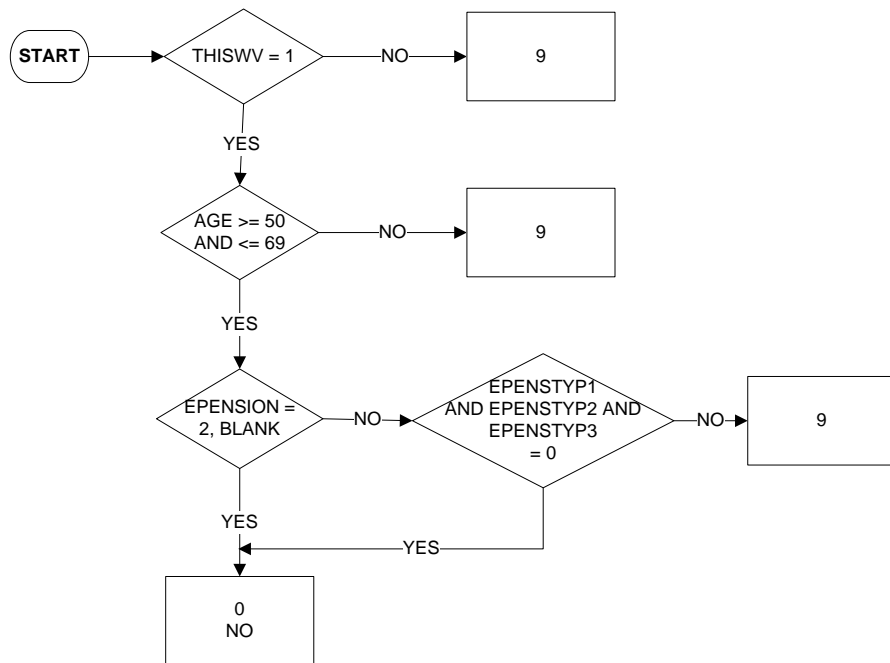 START
THISWV = 1
NO
9
YES
AGE >= 50
AND <= 69
NO
9
YES
EPENSION =
2, BLANK
NO
EPENSTYP1
AND EPENSTYP2 AND
EPENSTYP3
= 0
NO
9
YES
YES
0
NO